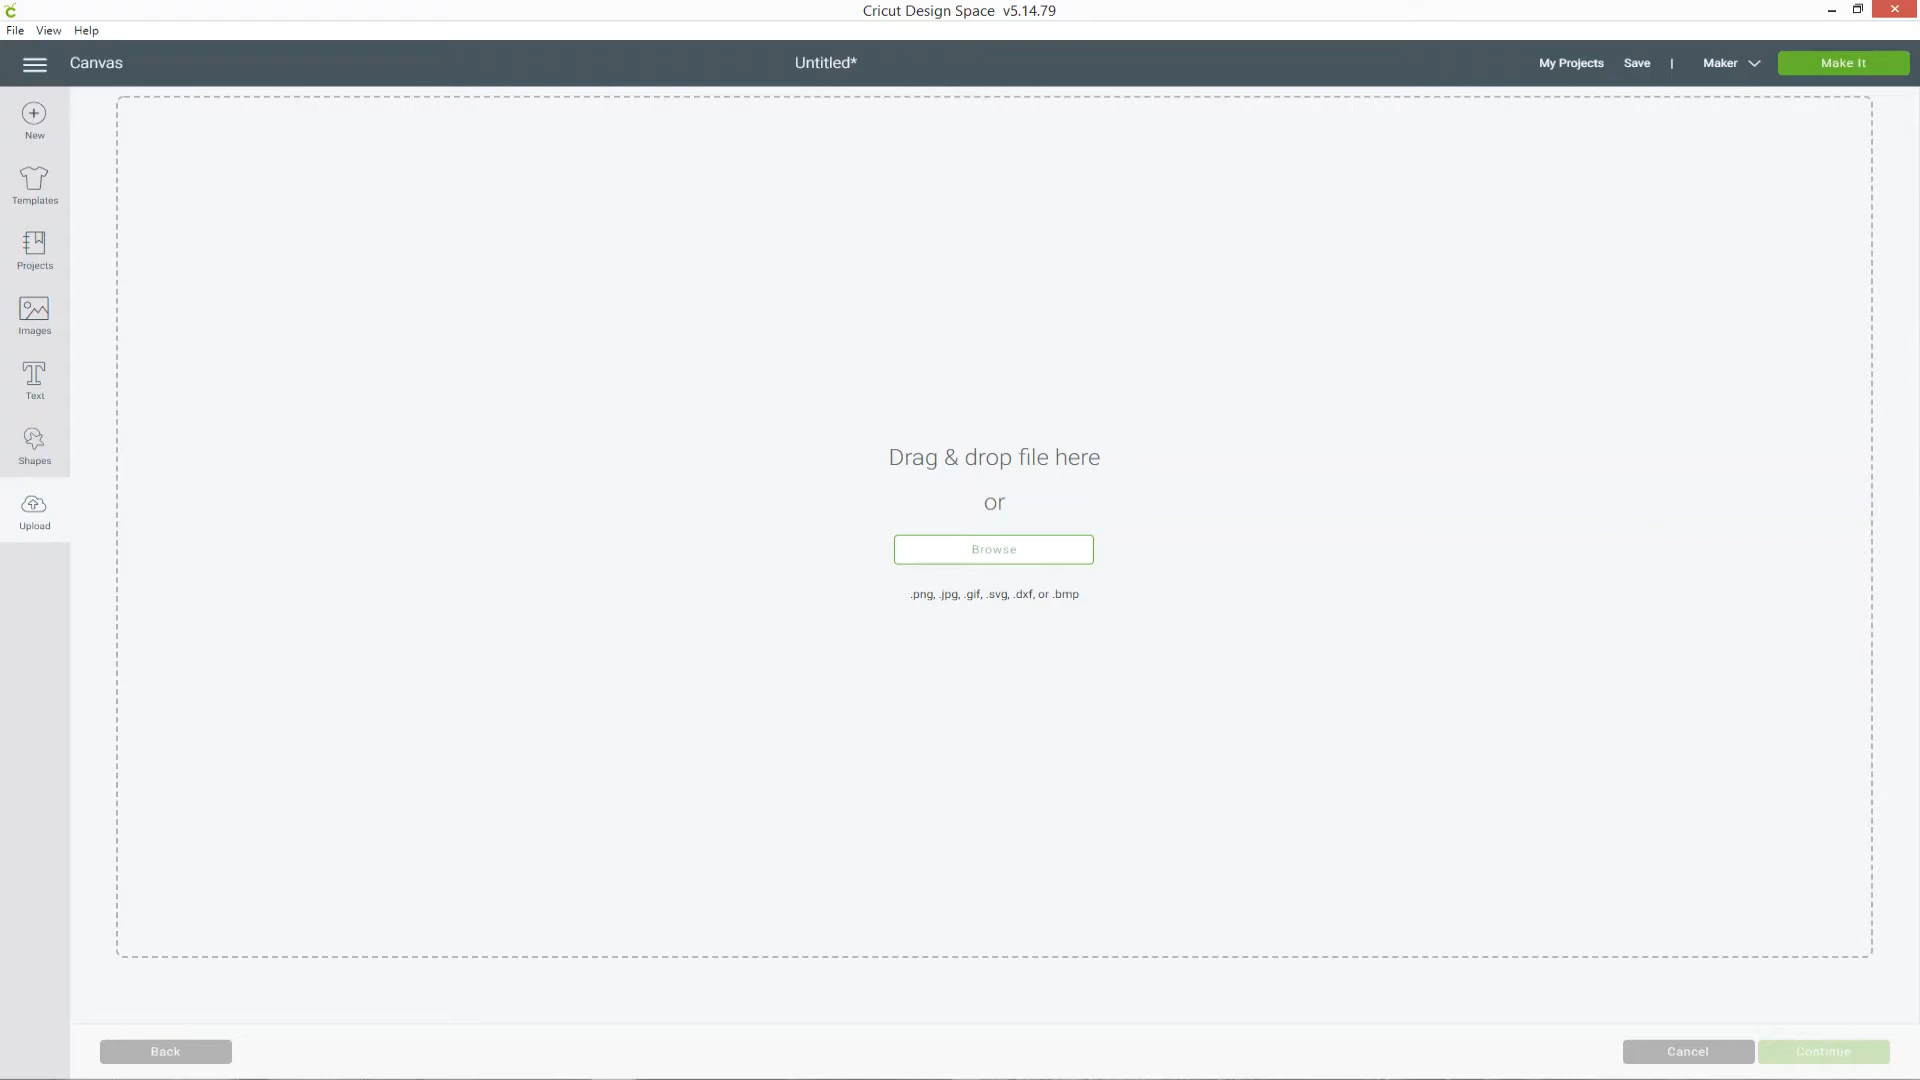 Cricut Design Space v5.14.79
File View Help
Canvas
Untitled*
My Projects Save | Maker
Make It
New
Templates
Projects
Images
Text
Shapes
Upload
Drag & drop file here
or
Browse
.png, .jpg, .gif, .svg, .dxf, or .bmp
Back
Cancel
Continue